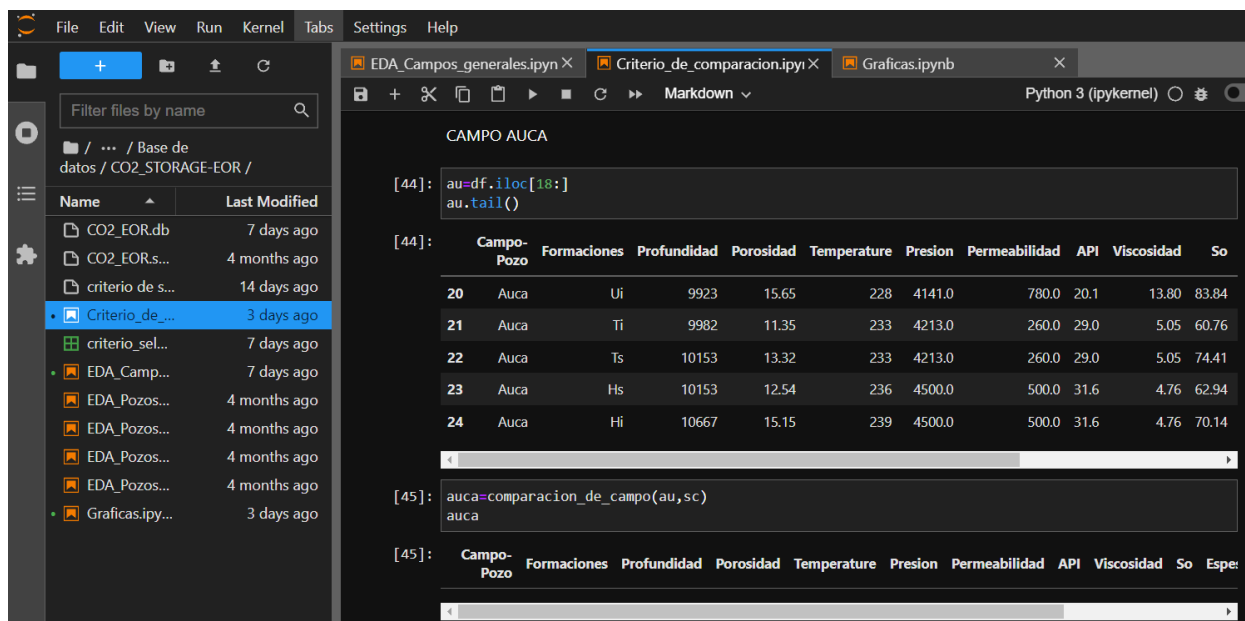 File Edit View Run Kernel Tabs Settings Help
EDA_Campos_generales.ipyn
Criterio_de_comparacion.ipyr
Graficas.ipynb
Markdown
Python 3 (ipykernel)
Filter files by name
/ ··· / Base de
datos / CO2_STORAGE-EOR /
Name Last Modified
CO2_EOR.db 7 days ago
CO2_EOR.s... 4 months ago
criterio de s... 14 days ago
Criterio_de_... 3 days ago
criterio_sel... 7 days ago
EDA_Camp... 7 days ago
EDA_Pozos... 4 months ago
EDA_Pozos... 4 months ago
EDA_Pozos... 4 months ago
EDA_Pozos... 4 months ago
Graficas.ipy... 3 days ago
CAMPO AUCA
[44]: au=df.iloc[18:]
au.tail()
[44]: Campo-Pozo Formaciones Profundidad Porosidad Temperature Presion Permeabilidad API Viscosidad So
20 Auca Ui 9923 15.65 228 4141.0 780.0 20.1 13.80 83.84
21 Auca Ti 9982 11.35 233 4213.0 260.0 29.0 5.05 60.76
22 Auca Ts 10153 13.32 233 4213.0 260.0 29.0 5.05 74.41
23 Auca Hs 10153 12.54 236 4500.0 500.0 31.6 4.76 62.94
24 Auca Hi 10667 15.15 239 4500.0 500.0 31.6 4.76 70.14
[45]: auca=comparacion_de_campo(au,sc)
auca
[45]: Campo-Pozo Formaciones Profundidad Porosidad Temperature Presion Permeabilidad API Viscosidad So Espe